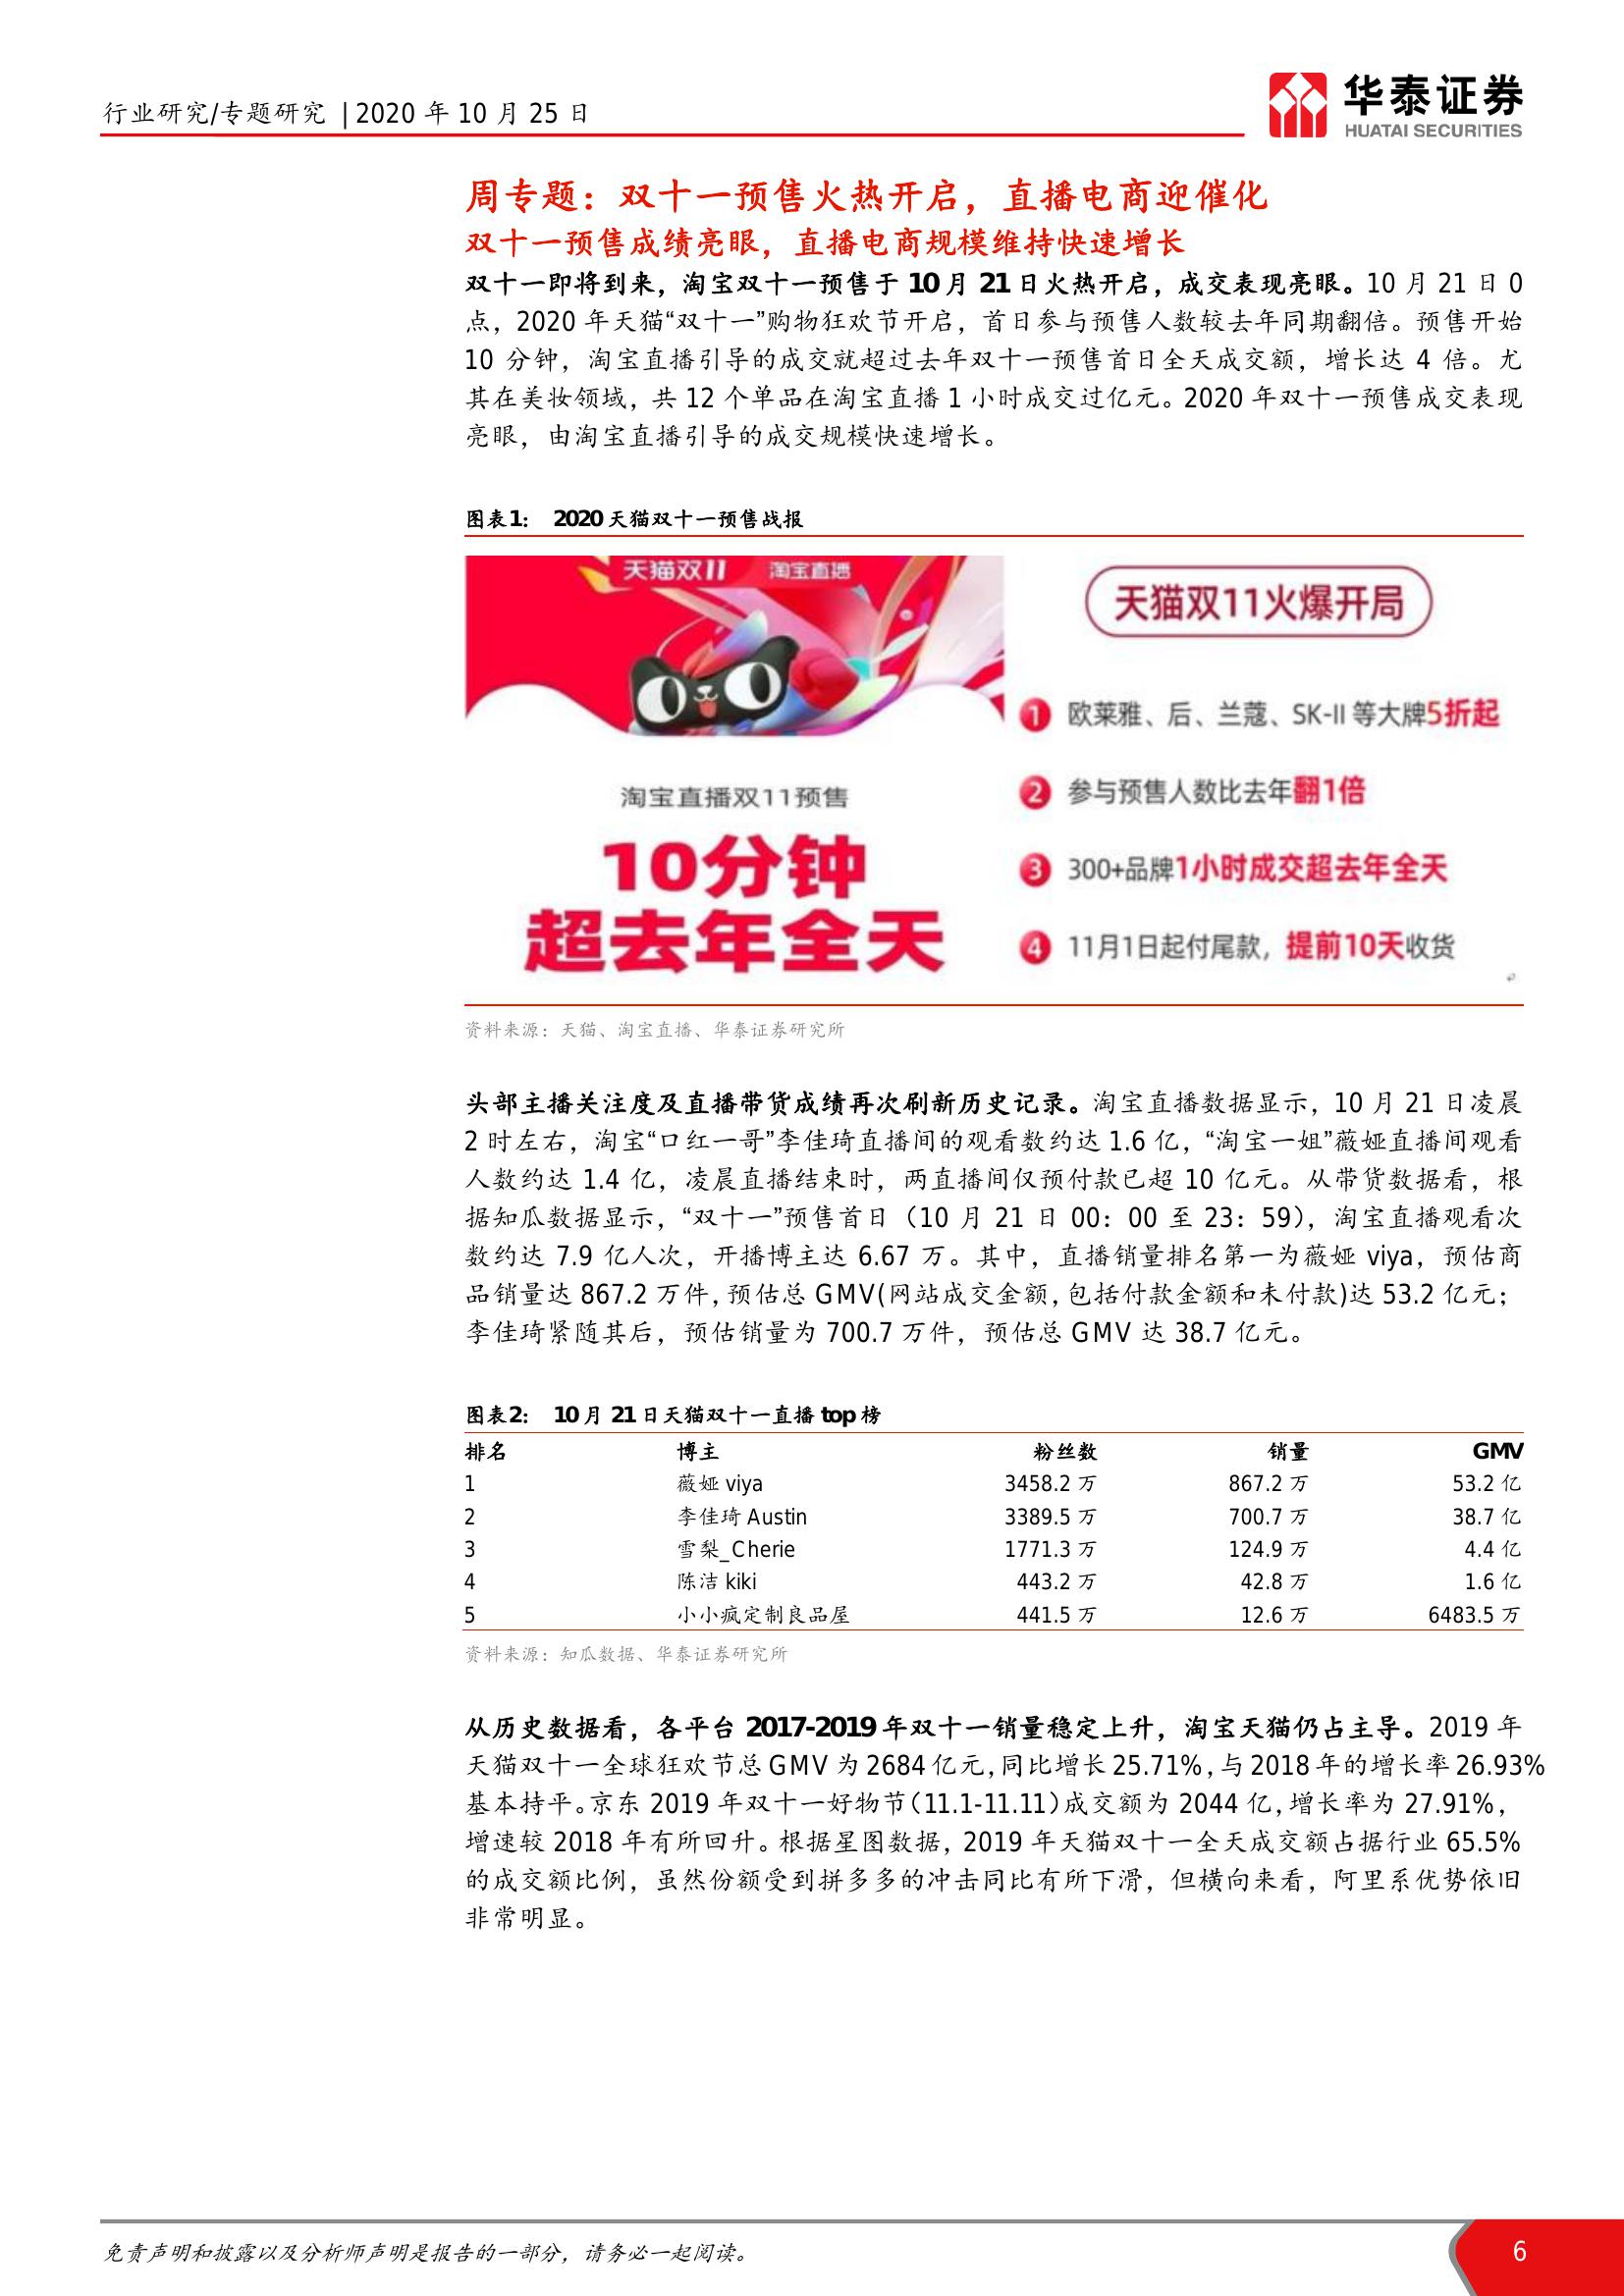 行业研究/专题研究 | 2020 年 10 月 25 日
华泰证券
HUATAI SECURITIES
周专题：双十一预售火热开启，直播电商迎催化
双十一预售成绩亮眼，直播电商规模维持快速增长
双十一即将到来，淘宝双十一预售于 10 月 21 日火热开启，成交表现亮眼。10 月 21 日 0
点，2020 年天猫“双十一”购物狂欢节开启，首日参与预售人数较去年同期翻倍。预售开始
10 分钟，淘宝直播引导的成交就超过去年双十一预售首日全天成交额，增长达 4 倍。尤
其在美妆领域，共 12 个单品在淘宝直播 1 小时成交过亿元。2020 年双十一预售成交表现
亮眼，由淘宝直播引导的成交规模快速增长。
图表1： 2020 天猫双十一预售战报
天猫双11 淘宝直播
淘宝直播双11预售
10分钟
超去年全天
天猫双11火爆开局
1 欧莱雅、后、兰蔻、SK-II 等大牌5折起
2 参与预售人数比去年翻1倍
3 300+品牌1小时成交超去年全天
4 11月1日起付尾款，提前10天收货
资料来源：天猫、淘宝直播、华泰证券研究所
头部主播关注度及直播带货成绩再次刷新历史记录。淘宝直播数据显示，10 月 21 日凌晨
2 时左右，淘宝“口红一哥”李佳琦直播间的观看数约达 1.6 亿，“淘宝一姐”薇娅直播间观看
人数约达 1.4 亿，凌晨直播结束时，两直播间仅预付款已超 10 亿元。从带货数据看，根
据知瓜数据显示，“双十一”预售首日（10 月 21 日 00：00 至 23：59），淘宝直播观看次
数约达 7.9 亿人次，开播博主达 6.67 万。其中，直播销量排名第一为薇娅 viya，预估商
品销量达 867.2 万件，预估总 GMV(网站成交金额，包括付款金额和未付款)达 53.2 亿元；
李佳琦紧随其后，预估销量为 700.7 万件，预估总 GMV 达 38.7 亿元。
图表2： 10 月 21 日天猫双十一直播 top 榜
排名 博主 粉丝数 销量 GMV
1 薇娅 viya 3458.2 万 867.2 万 53.2 亿
2 李佳琦 Austin 3389.5 万 700.7 万 38.7 亿
3 雪梨_Cherie 1771.3 万 124.9 万 4.4 亿
4 陈洁 kiki 443.2 万 42.8 万 1.6 亿
5 小小疯定制良品屋 441.5 万 12.6 万 6483.5 万
资料来源：知瓜数据、华泰证券研究所
从历史数据看，各平台 2017-2019 年双十一销量稳定上升，淘宝天猫仍占主导。2019 年
天猫双十一全球狂欢节总 GMV 为 2684 亿元，同比增长 25.71%，与 2018 年的增长率 26.93%
基本持平。京东 2019 年双十一好物节（11.1-11.11）成交额为 2044 亿，增长率为 27.91%，
增速较 2018 年有所回升。根据星图数据，2019 年天猫双十一全天成交额占据行业 65.5%
的成交额比例，虽然份额受到拼多多的冲击同比有所下滑，但横向来看，阿里系优势依旧
非常明显。
免责声明和披露以及分析师声明是报告的一部分，请务必一起阅读。
6